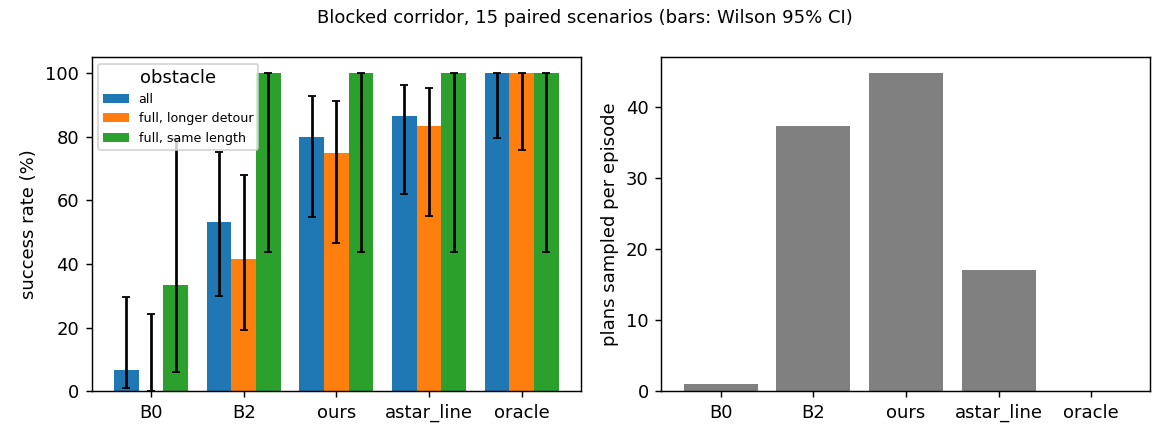 Blocked corridor, 15 paired scenarios (bars: Wilson 95% CI)
success rate (%)
100
80
60
40
20
0
obstacle
all
full, longer detour
full, same length
B0
B2
ours
astar_line
oracle
plans sampled per episode
40
30
20
10
0
B0
B2
ours
astar_line
oracle